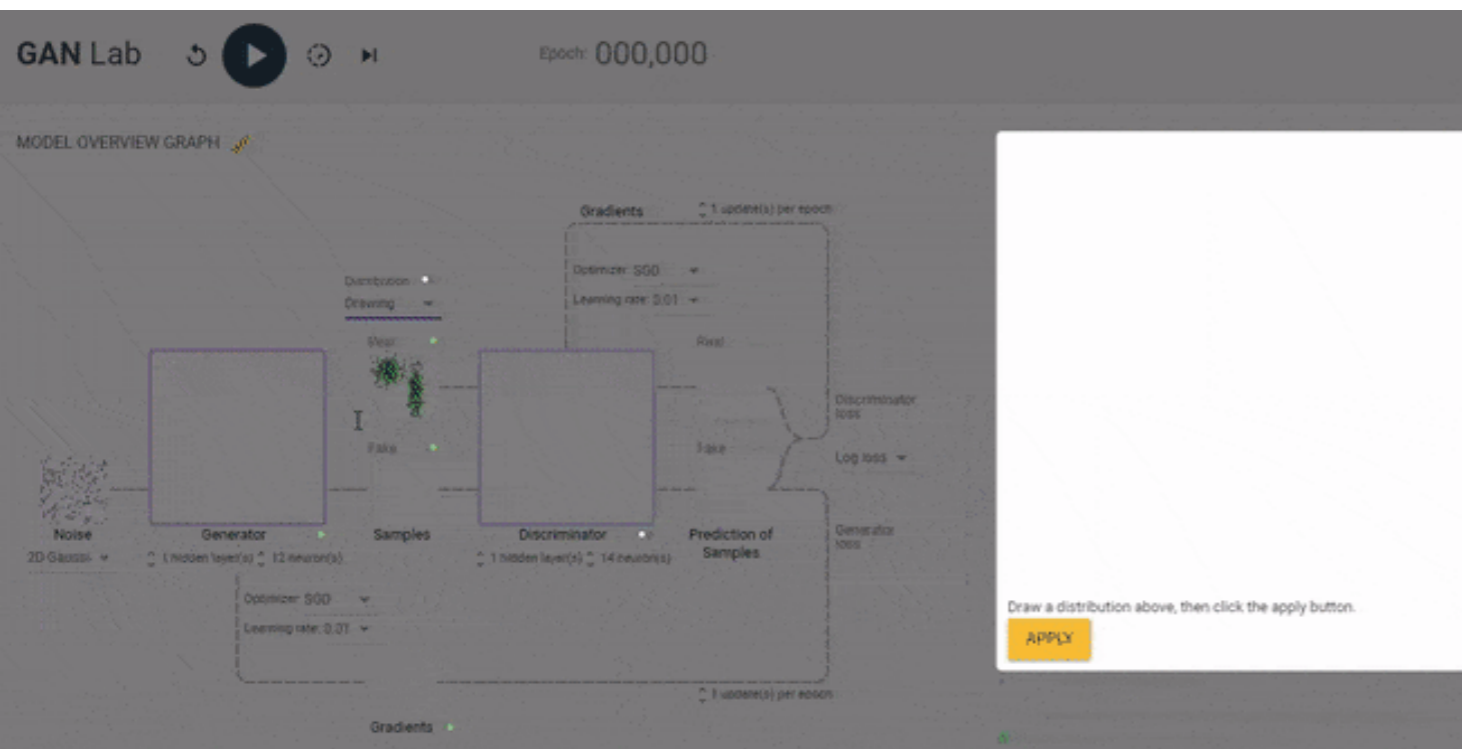 GAN Lab
Epoch: 000,000
MODEL OVERVIEW GRAPH
Gradients
1 update(s) per epoch
Optimizer SGD
Learning rate: 0.01
Distribution
Drawing
Real
Real
Discriminator
loss
Fake
Fake
Log loss
Noise
Generator
Samples
Discriminator
Prediction of
Samples
Generator
loss
2D Gaussi-
1 hidden layer(s)
12 neuron(s)
1 hidden layer(s)
14 neuron(s)
Optimizer SGD
Learning rate: 0.01
1 update(s) per epoch
Gradients
Draw a distribution above, then click the apply button.
APPLY